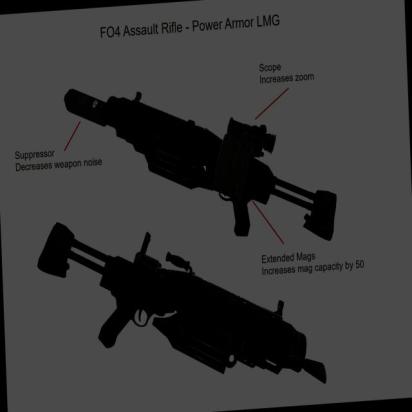 FO4 Assault Rifle - Power Armor LMG
Scope
Increases zoom
Suppressor
Decreases weapon noise
Extended Mags
Increases mag capacity by 50